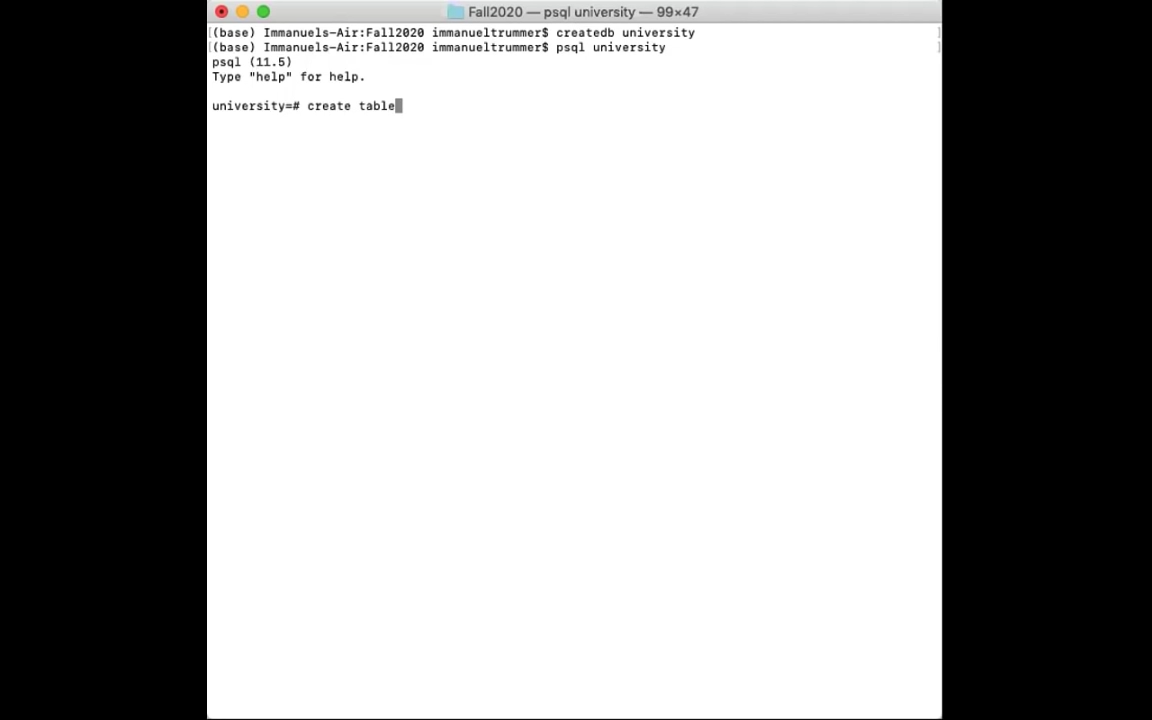 Fall2020 — psql university — 99×47
[(base) Immanuels-Air:Fall2020 immanueltrummer$ createdb university ]
[(base) Immanuels-Air:Fall2020 immanueltrummer$ psql university ]
psql (11.5)
Type "help" for help.
university=# create table